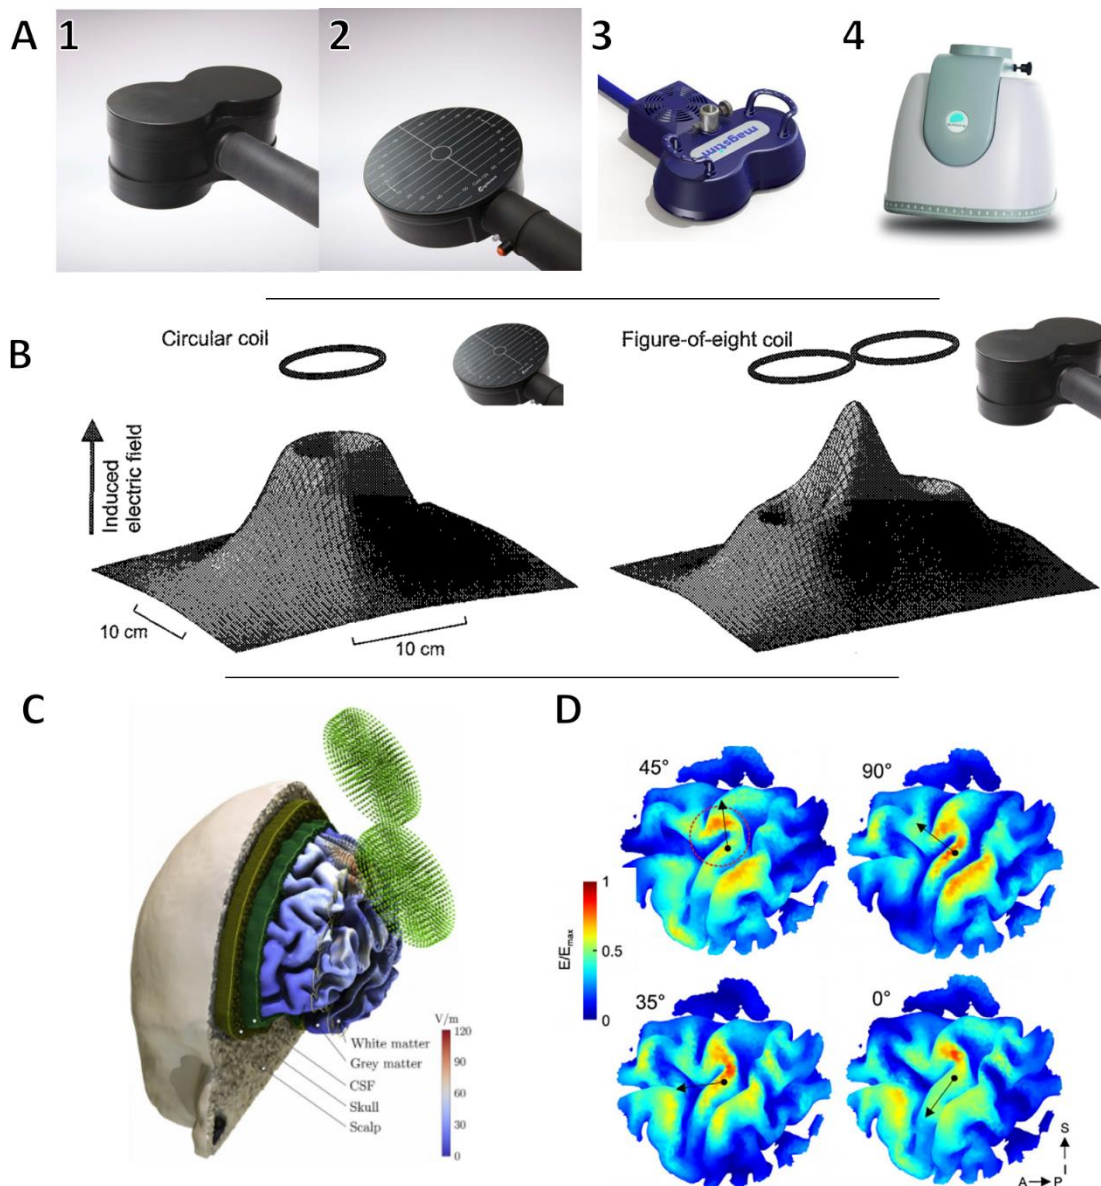 A 1 2 3 4
magstim
B
Circular coil
Figure-of-eight coil
Induced
electric field
10 cm
10 cm
C
D
V/m
120
90
60
30
0
White matter
Grey matter
CSF
Skull
Scalp
45°
90°
1
0.5
0
E/Emax
35°
0°
S
I
A
P